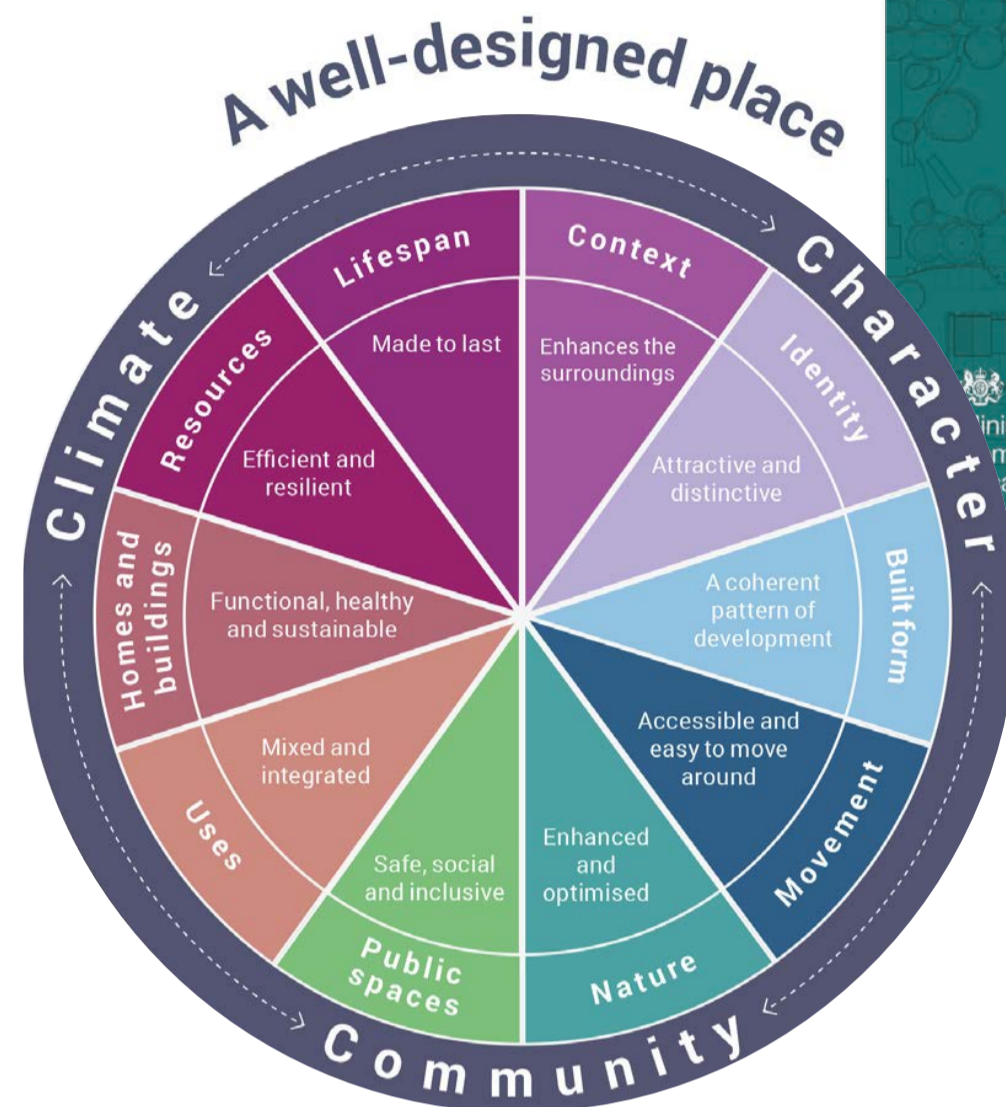 A well-designed place
Climate
Character
Community
Context
Enhances the
surroundings
Identity
Attractive and
distinctive
Built form
A coherent
pattern of
development
Movement
Accessible and
easy to move
around
Nature
Enhanced
and
optimised
Public
spaces
Safe, social
and inclusive
Uses
Mixed and
integrated
Homes and
buildings
Functional, healthy
and sustainable
Resources
Efficient and
resilient
Lifespan
Made to last